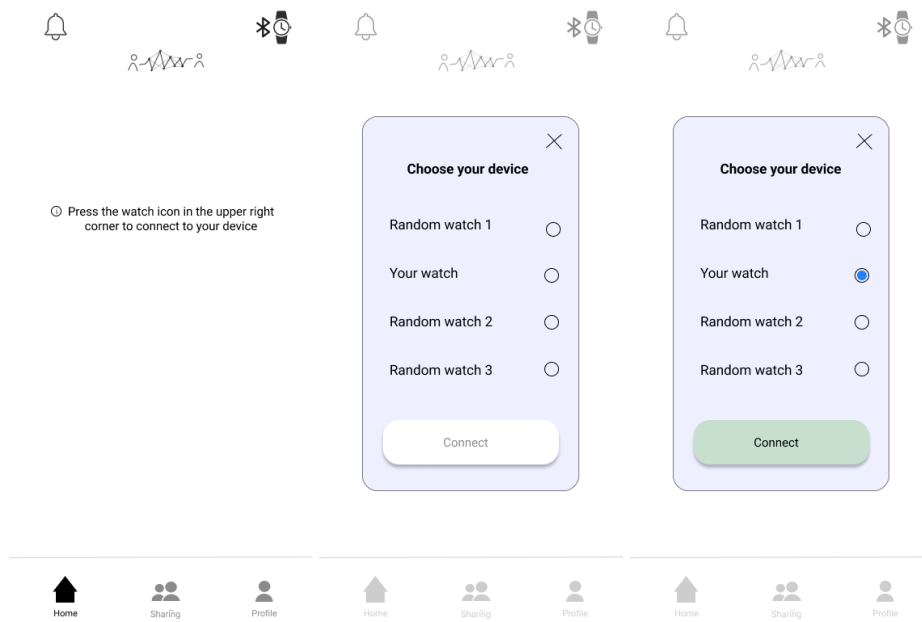 ⓘ Press the watch icon in the upper right
corner to connect to your device
Home
Sharing
Profile
Choose your device
Random watch 1
Your watch
Random watch 2
Random watch 3
Connect
Home
Sharing
Profile
Choose your device
Random watch 1
Your watch
Random watch 2
Random watch 3
Connect
Home
Sharing
Profile